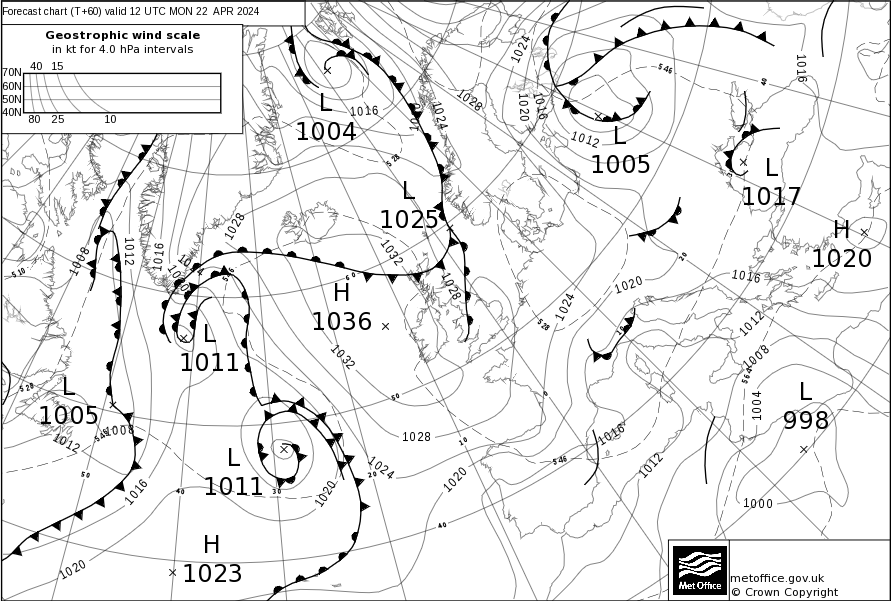 Forecast chart (T+60) valid 12 UTC MON 22 APR 2024
Geostrophic wind scale
in kt for 4.0 hPa intervals
40 15
70N
60N
50N
40N
80 25 10
L
1004
1016
1024
1028
528
1024
1020
1016
546
1012
L
1005
1016
40
L
1017
H
1020
L
1025
1028
1032
1008
1012
1016
510
60
1028
H
1036
20
1016
1020
1024
528
10
1012
1008
564
1004
L
998
1000
L
1011
1032
L
1005
528
1008
1012
50
50
0
1028
10
1016
546
1012
L
1011
1024
1020
1020
1016
40
30
40
H
1023
1020
Met Office
metoffice.gov.uk
© Crown Copyright